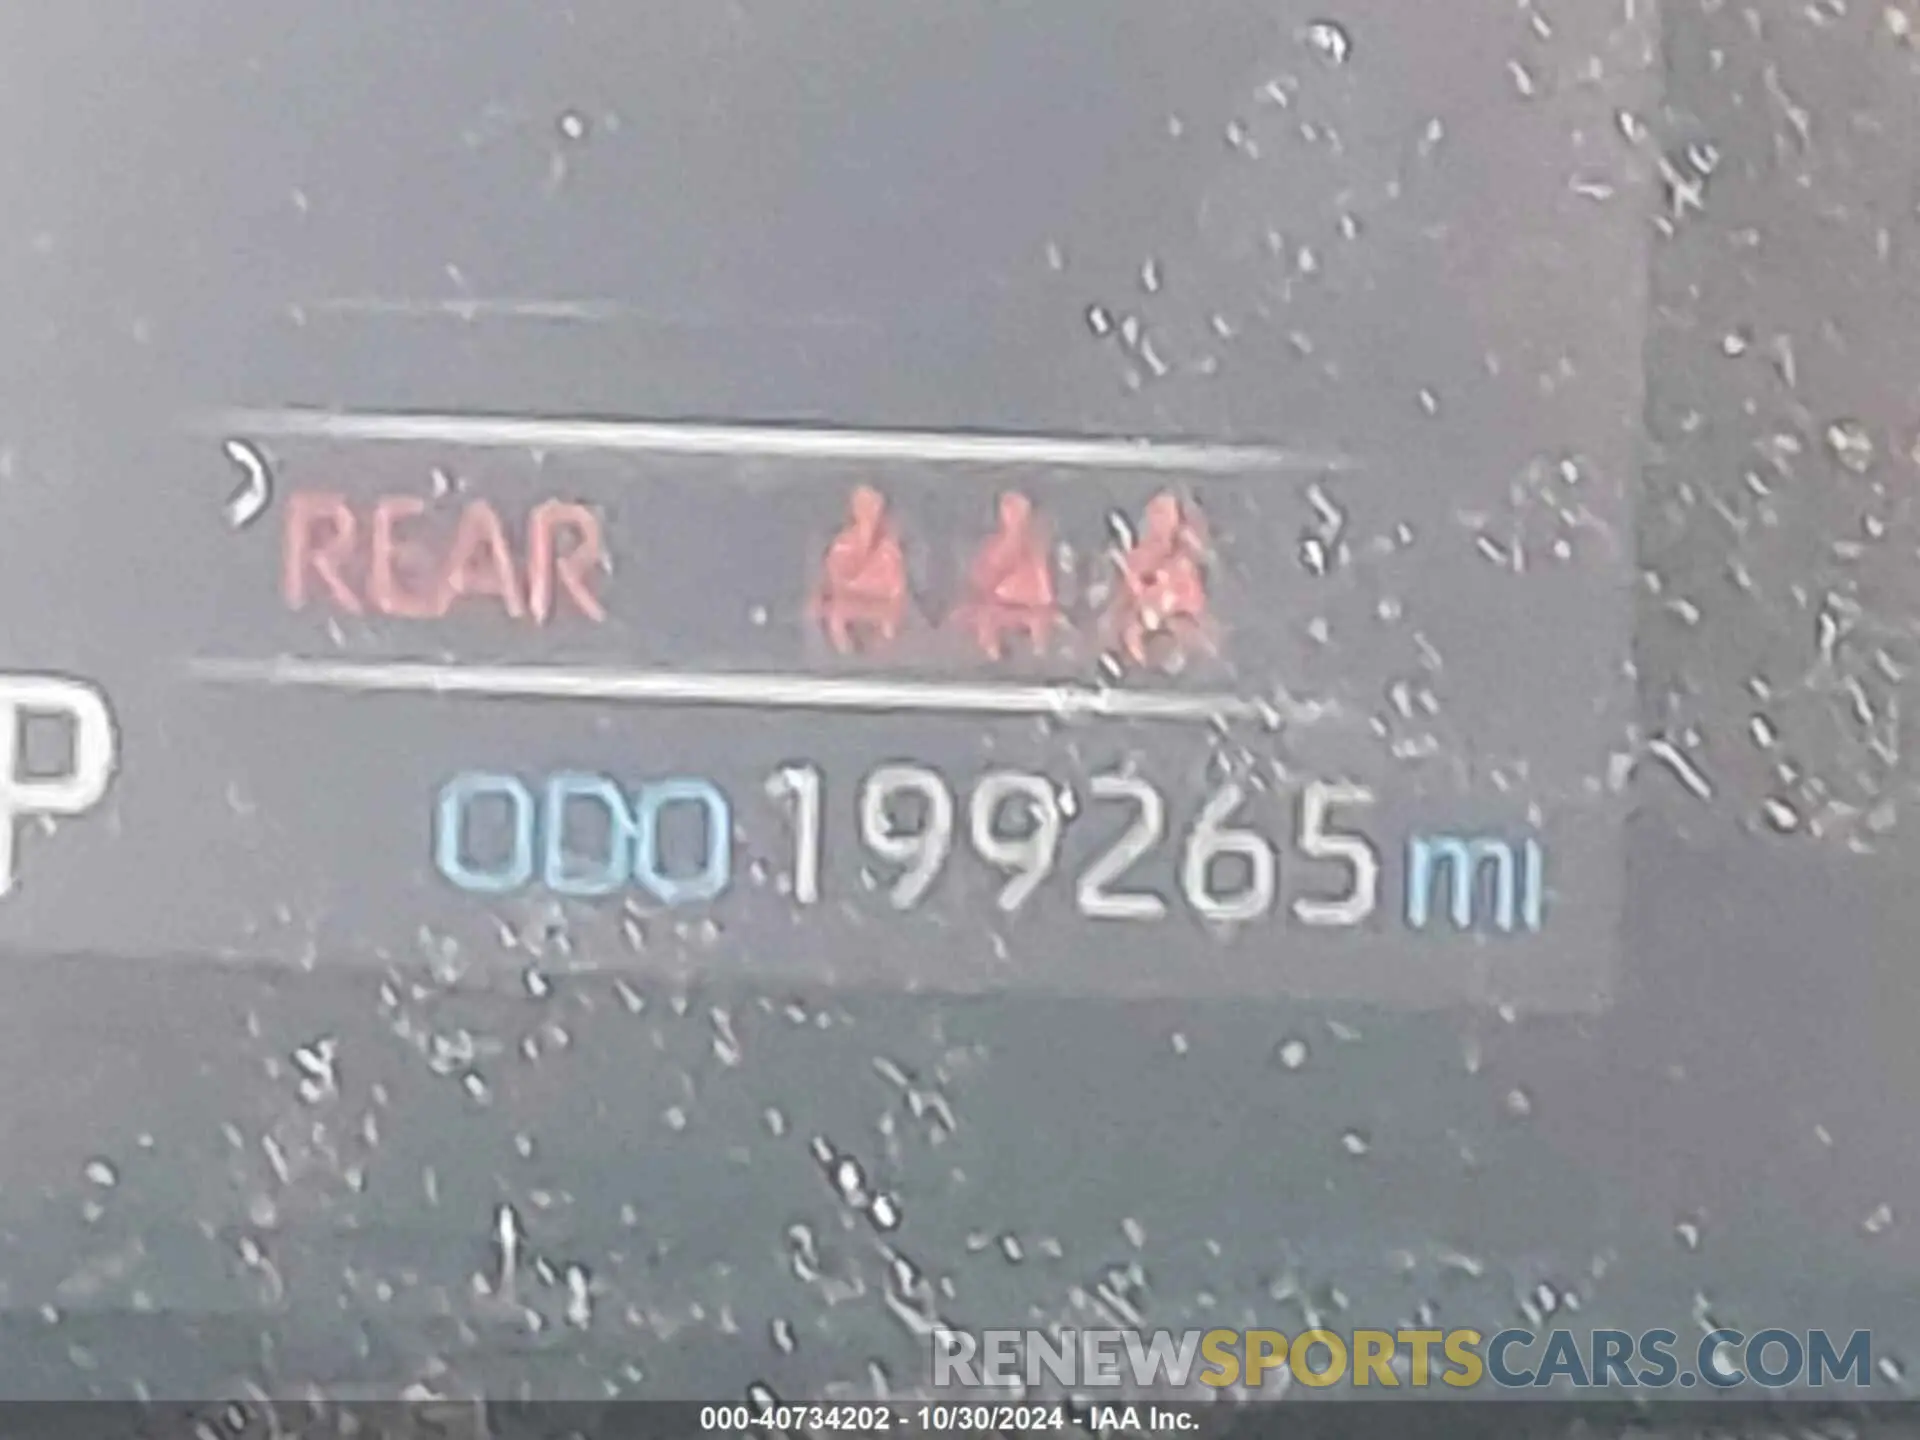 REAR
P
ODO 199265 mi
RENEWSPORTSCARS.COM
000-40734202 - 10/30/2024 - IAA Inc.